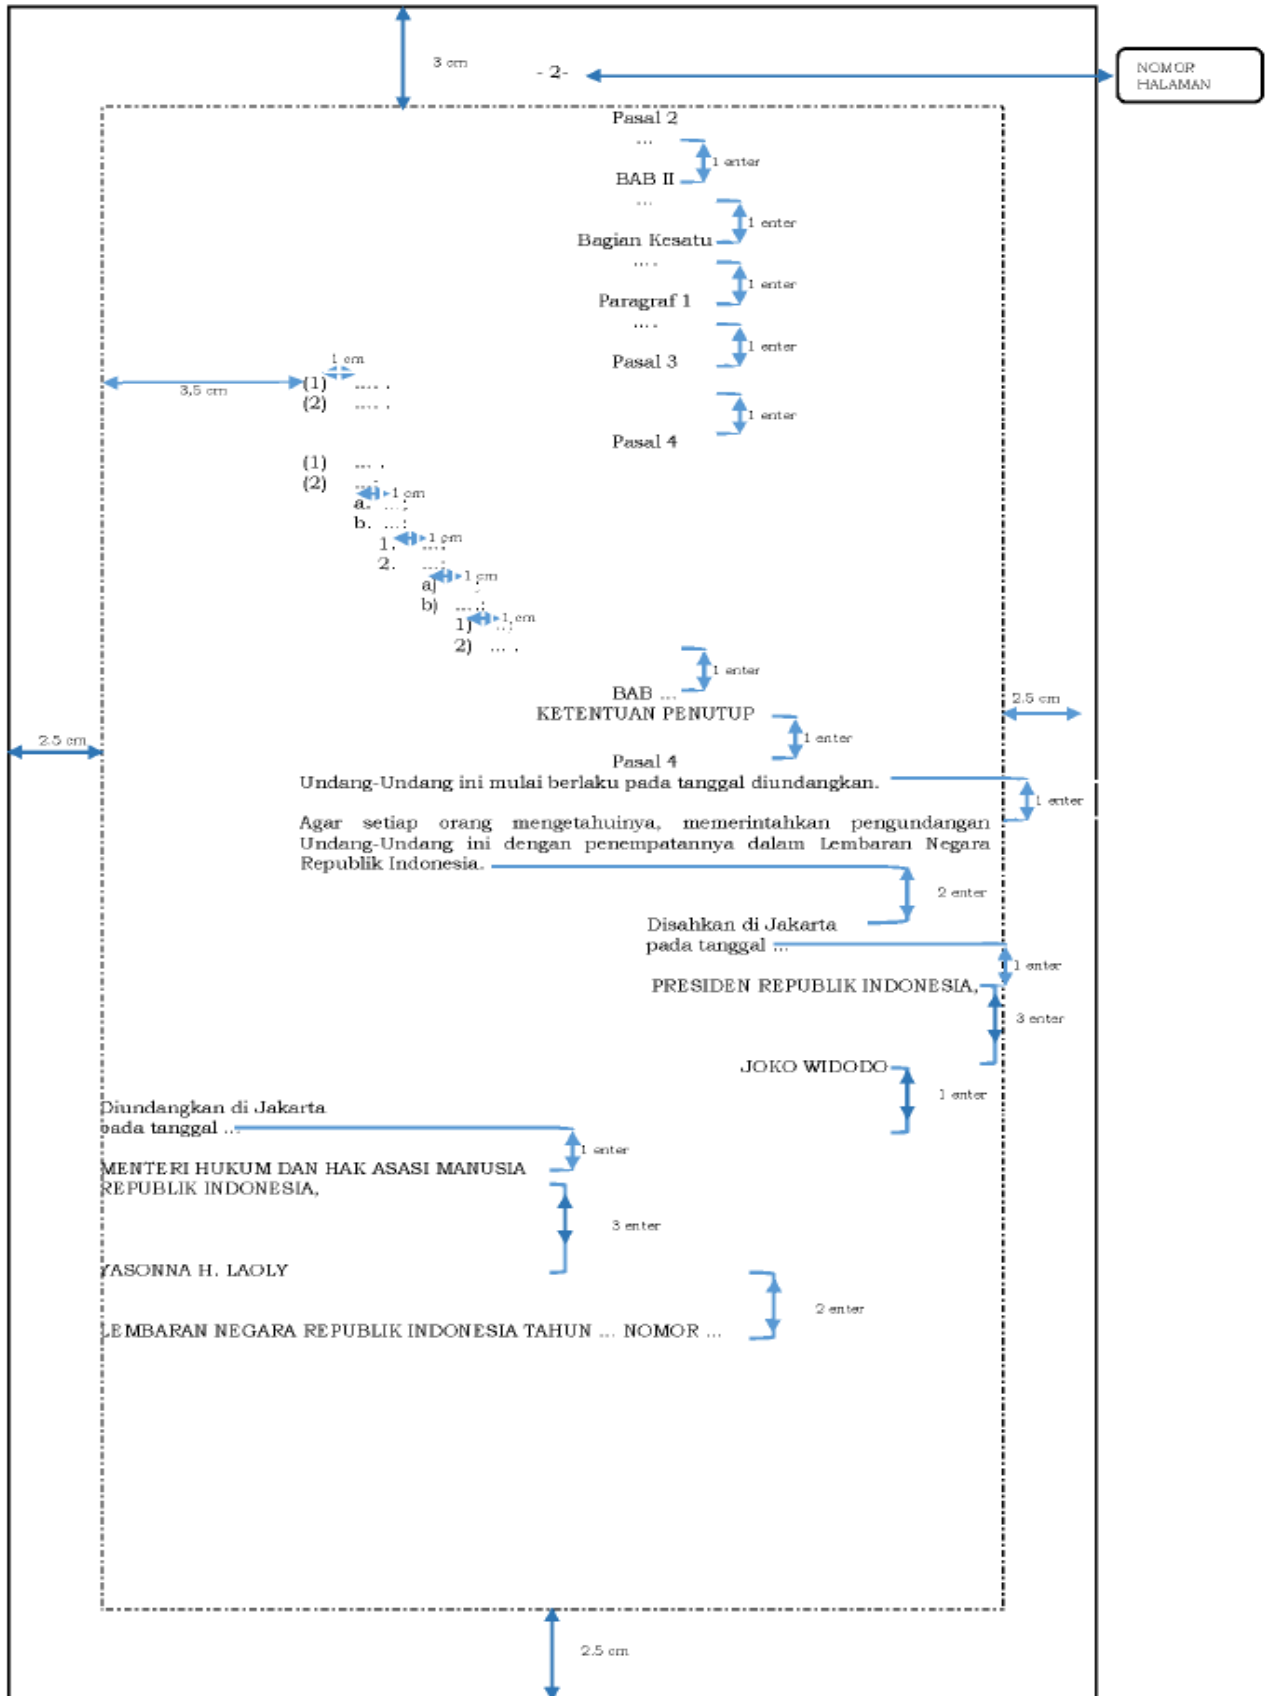 3 cm
- 2-
NOMOR
HALAMAN
Pasal 2
...
1 enter
BAB II
...
1 enter
Bagian Kesatu
....
1 enter
Paragraf 1
....
1 enter
Pasal 3
1 cm
3,5 cm
(1) .... .
(2) .... .
1 enter
Pasal 4
(1) ... .
(2) ...:
1 cm
a. ...;
b. ...:
1 cm
1. ...;
2. ...:
1 cm
a) ;
b) ....:
1 cm
1) ...;
2) ... .
1 enter
BAB ...
KETENTUAN PENUTUP
2.5 cm
2.5 cm
1 enter
Pasal 4
Undang-Undang ini mulai berlaku pada tanggal diundangkan.
1 enter
Agar setiap orang mengetahuinya, memerintahkan pengundangan
Undang-Undang ini dengan penempatannya dalam Lembaran Negara
Republik Indonesia.
2 enter
Disahkan di Jakarta
pada tanggal ...
1 enter
PRESIDEN REPUBLIK INDONESIA,
3 enter
JOKO WIDODO
1 enter
Diundangkan di Jakarta
pada tanggal ...
1 enter
MENTERI HUKUM DAN HAK ASASI MANUSIA
REPUBLIK INDONESIA,
3 enter
YASONNA H. LAOLY
2 enter
LEMBARAN NEGARA REPUBLIK INDONESIA TAHUN ... NOMOR ...
2.5 cm